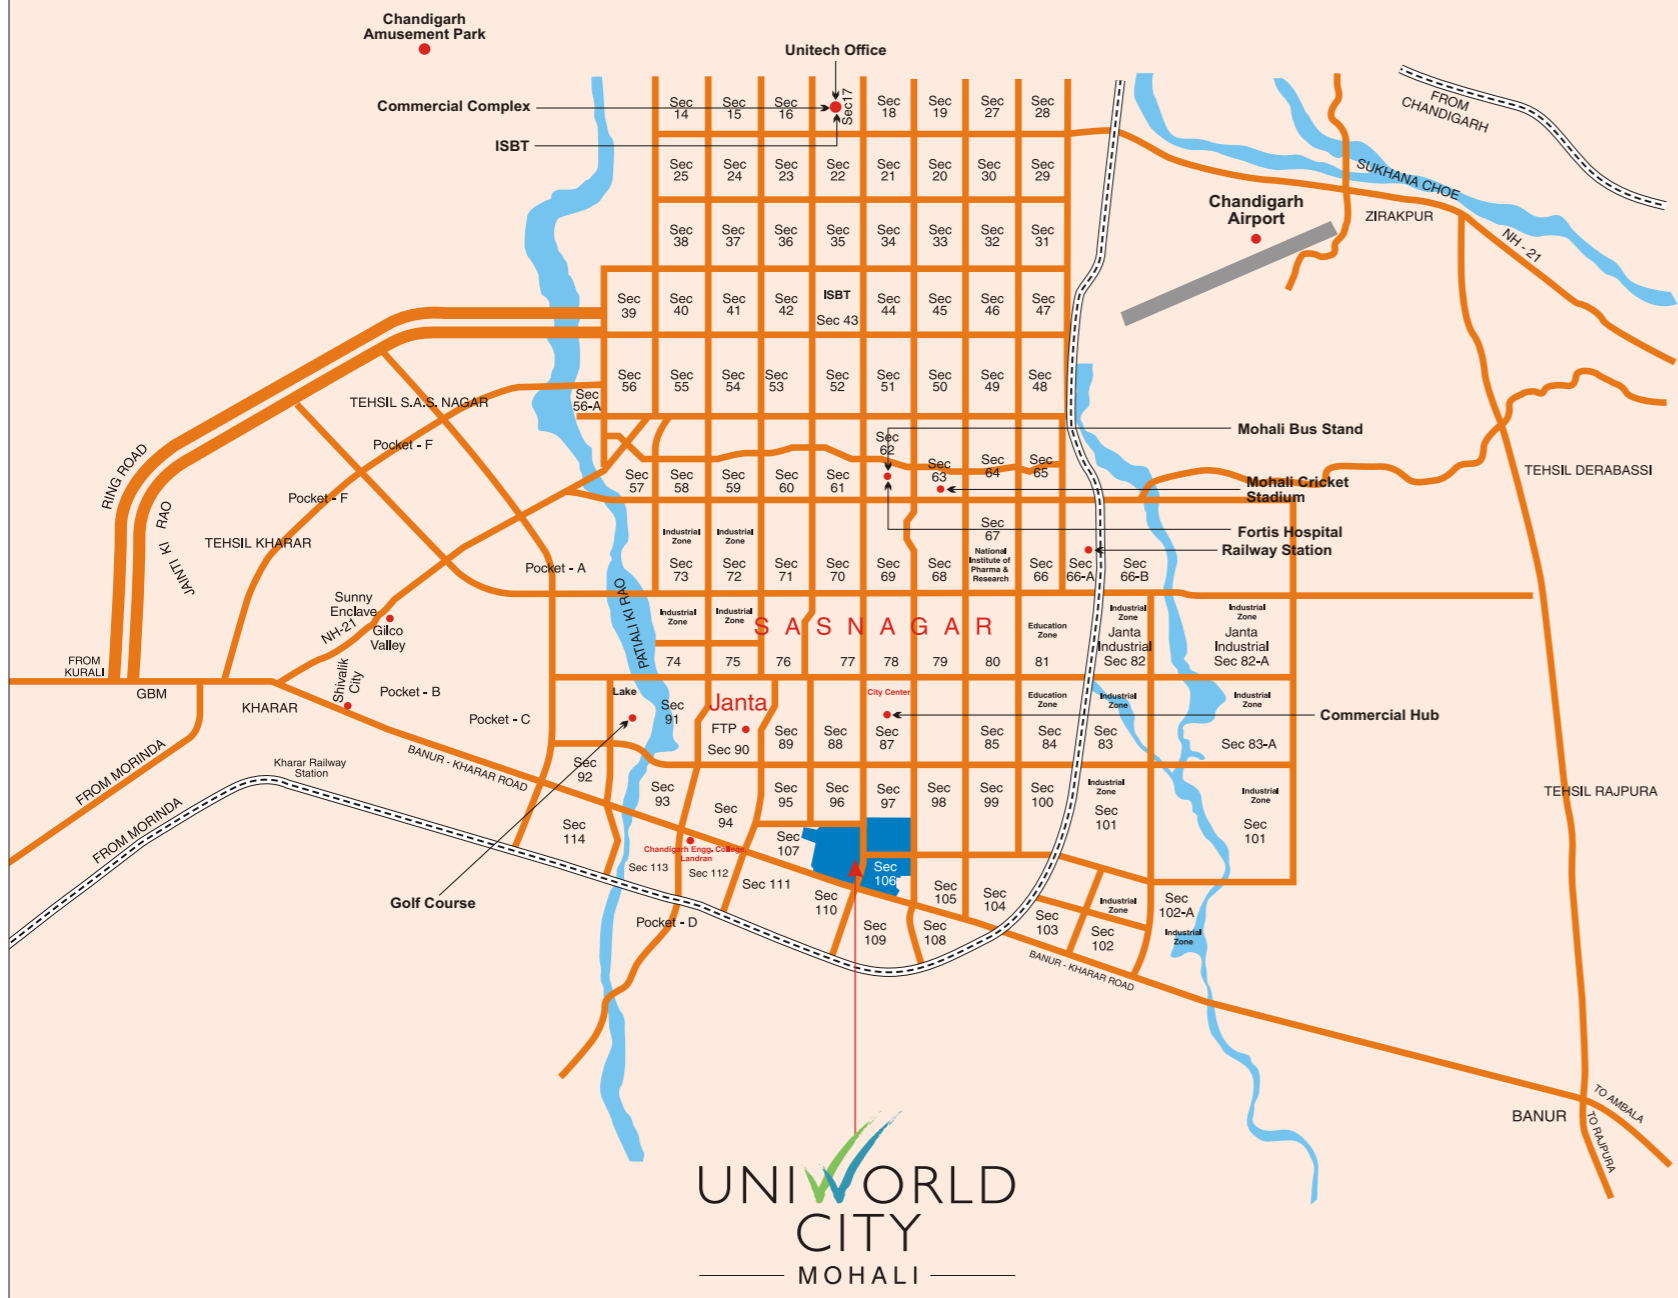 Chandigarh
Amusement Park
Unitech Office
Commercial Complex
ISBT
Sec
14
Sec
15
Sec
16
Sec17
Sec
18
Sec
19
Sec
27
Sec
28
FROM
CHANDIGARH
Sec
25
Sec
24
Sec
23
Sec
22
Sec
21
Sec
20
Sec
30
Sec
29
SUKHANA CHOE
Chandigarh
Airport
ZIRAKPUR
NH - 21
Sec
38
Sec
37
Sec
36
Sec
35
Sec
34
Sec
33
Sec
32
Sec
31
Sec
39
Sec
40
Sec
41
Sec
42
ISBT
Sec 43
Sec
44
Sec
45
Sec
46
Sec
47
Sec
56
Sec
55
Sec
54
Sec
53
Sec
52
Sec
51
Sec
50
Sec
49
Sec
48
Sec
56-A
TEHSIL S.A.S. NAGAR
Pocket - F
RING ROAD
Pocket - F
JAINTI KI RAO
TEHSIL KHARAR
Sec
57
Sec
58
Sec
59
Sec
60
Sec
61
Sec
62
Sec
63
Sec
64
Sec
65
Mohali Bus Stand
Mohali Cricket
Stadium
TEHSIL DERABASSI
Fortis Hospital
Railway Station
Industrial
Zone
Sec
73
Industrial
Zone
Sec
72
Sec
71
Sec
70
Sec
69
Sec
68
Sec
67
National
Institute of
Pharma &
Research
Sec
66
Sec
66-A
Sec
66-B
Pocket - A
Sunny
Enclave
NH-21
Gilco
Valley
PATIALI KI RAO
Industrial
Zone
Industrial
Zone
S A S N A G A R
Education
Zone
Industrial
Zone
Janta
Industrial
Sec 82
Industrial
Zone
Janta
Industrial
Sec 82-A
74
75
76
77
78
79
80
81
FROM
KURALI
GBM
KHARAR
Shivalik
City
Pocket - B
Pocket - C
Lake
Sec
91
Janta
FTP
Sec 90
Sec
89
Sec
88
City Center
Sec
87
Sec
85
Education
Zone
Sec
84
Industrial
Zone
Sec
83
Industrial
Zone
Sec 83-A
Commercial Hub
FROM MORINDA
FROM MORINDA
Kharar Railway
Station
BANUR - KHARAR ROAD
Sec
92
Sec
93
Sec
94
Sec
95
Sec
96
Sec
97
Sec
98
Sec
99
Sec
100
Industrial
Zone
Sec
101
Industrial
Zone
Sec
101
TEHSIL RAJPURA
Sec
114
Chandigarh Engg. College,
Landran
Sec 113
Sec 112
Sec
107
Sec 111
Sec
106
Sec
110
Sec
105
Sec
104
Sec
103
Industrial
Zone
Sec
102
Sec
102-A
Industrial
Zone
Golf Course
Pocket - D
Sec
109
Sec
108
BANUR - KHARAR ROAD
BANUR
TO AMBALA
TO RAJPURA
UNIWORLD
CITY
MOHALI